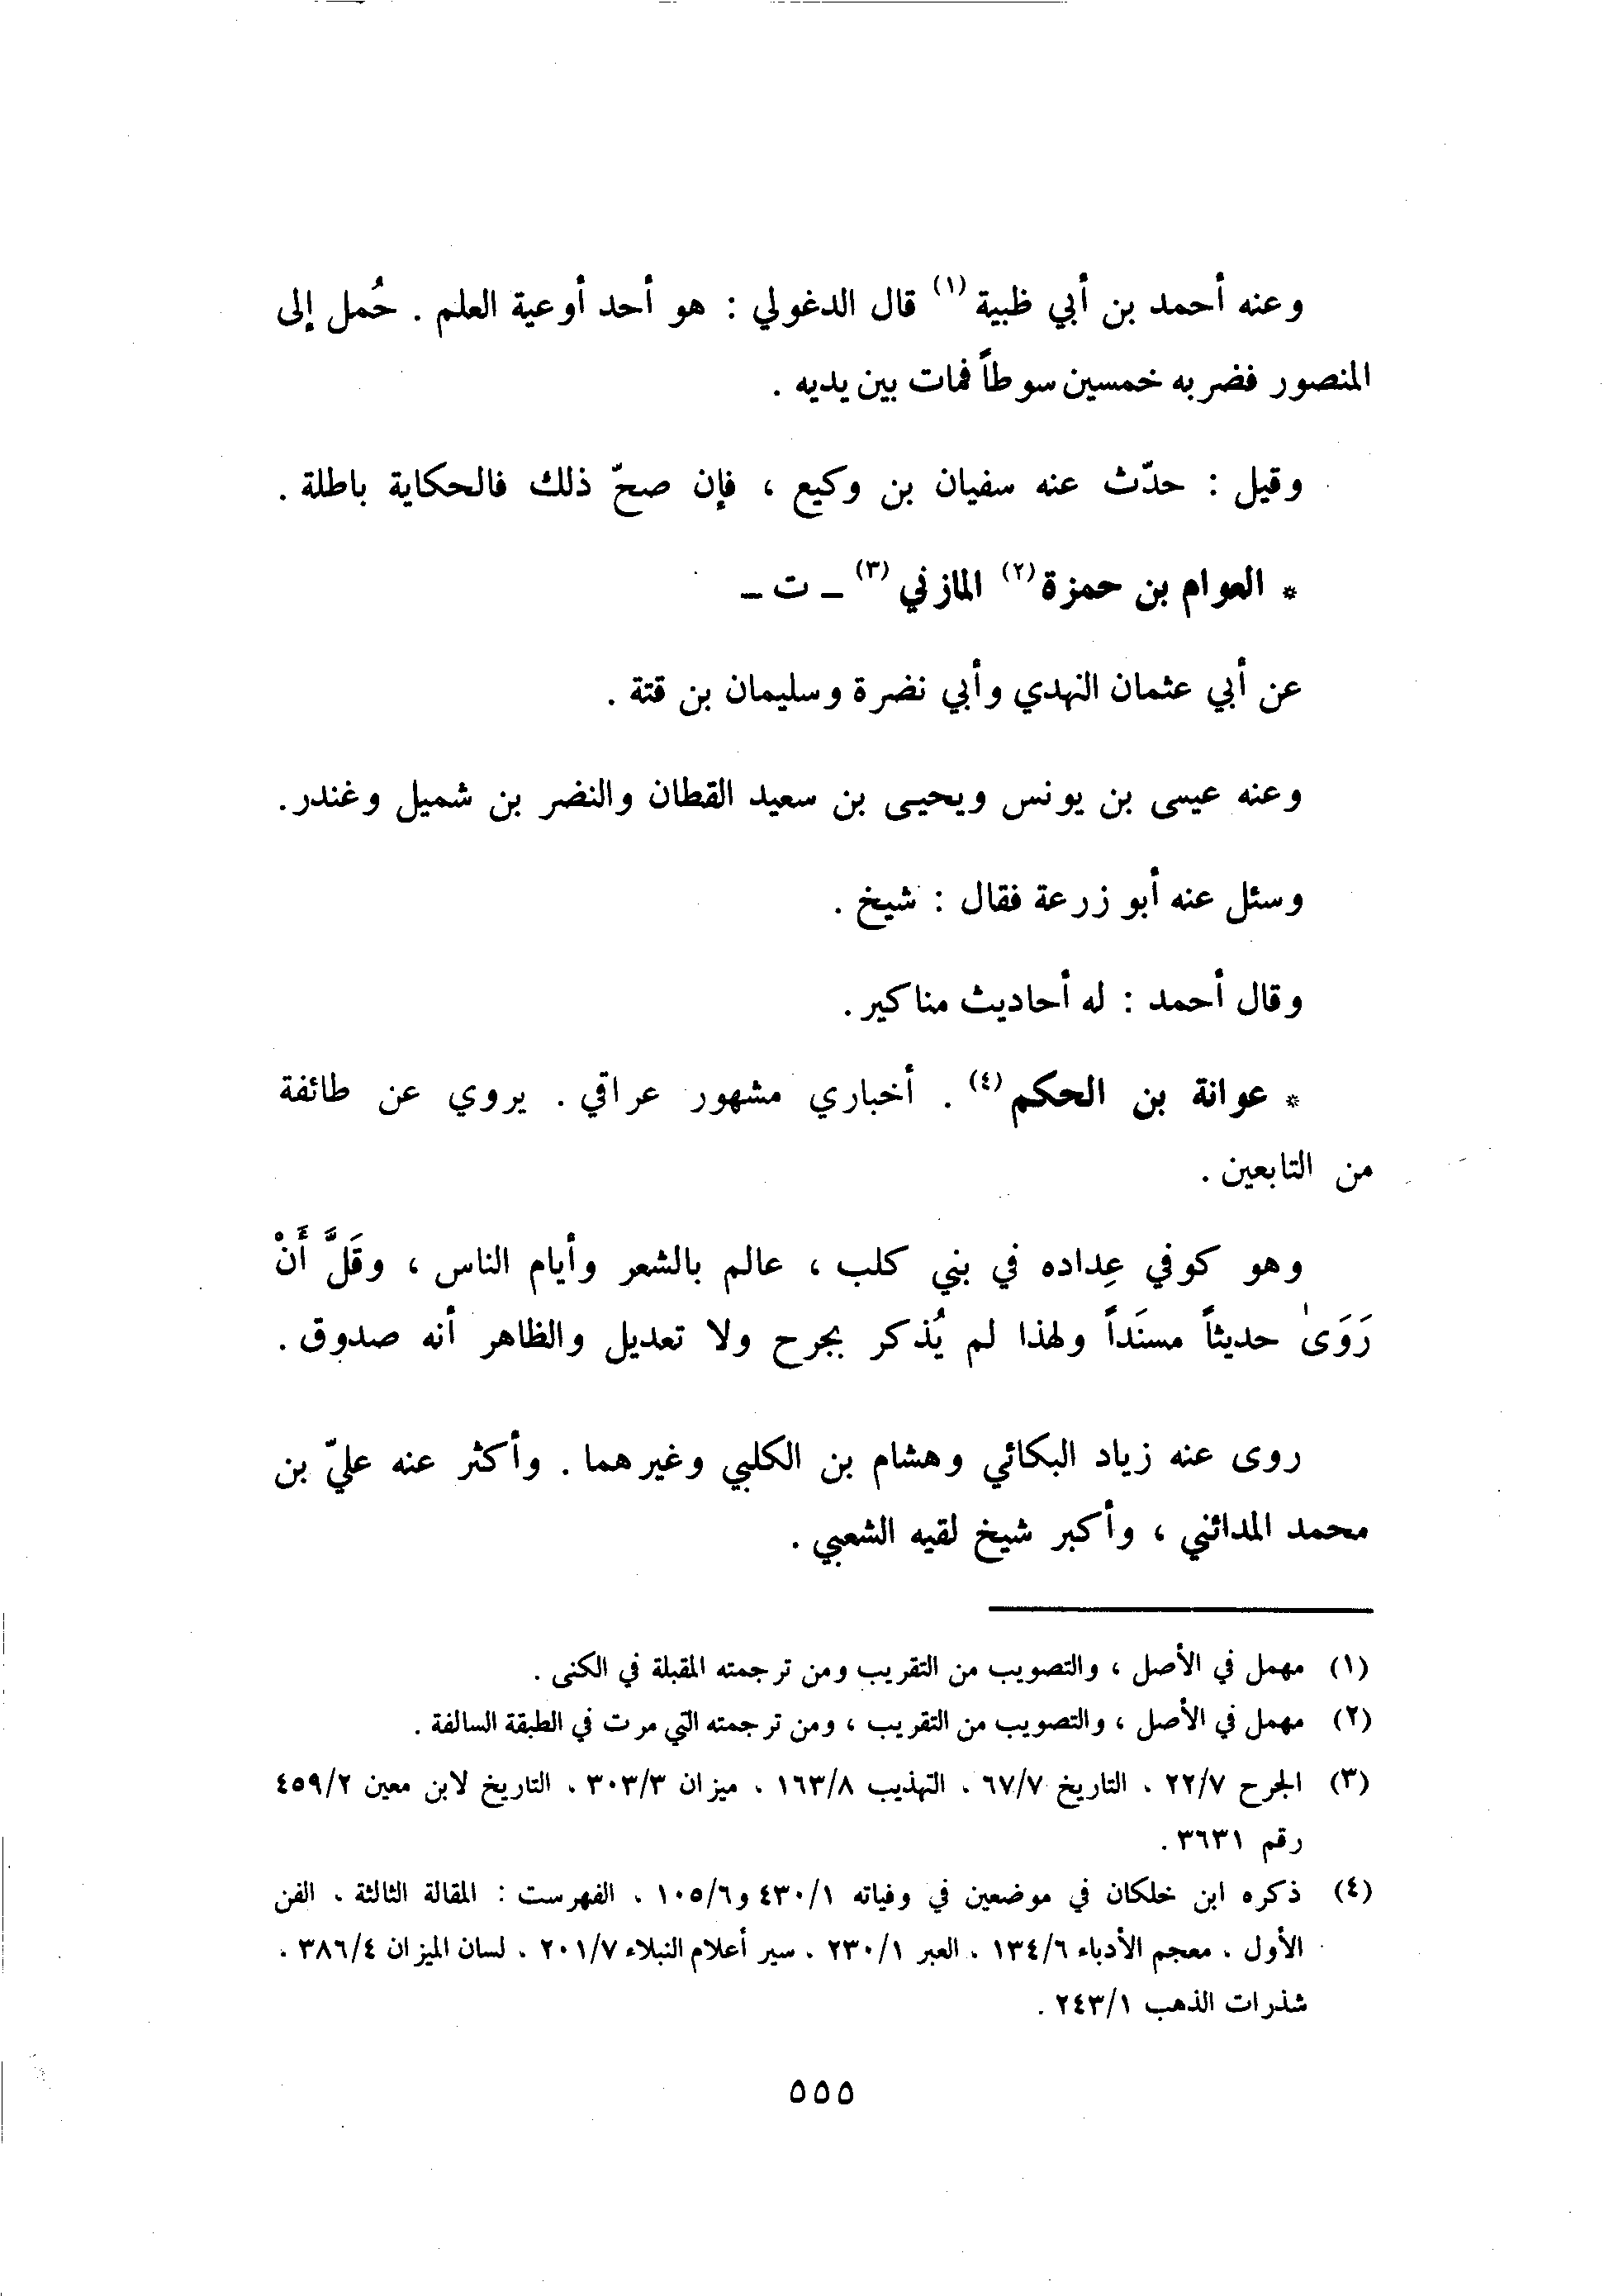 وعنه أحمد بن أبي ظبية (١) قال الدغولي : هو أحد أوعية العلم . حُمل إلى
المنصور فضربه خمسين سوطاً فمات بين يديه .
وقيل : حدّث عنه سفيان بن وكيع ، فإن صحّ ذلك فالحكاية باطلة .
* العوام بن حمزة (٢) المازني (٣) – ت –
عن أبي عثمان النهدي وأبي نضرة وسليمان بن قتة .
وعنه عيسى بن يونس ويحيى بن سعيد القطان والنضر بن شميل وغندر.
وسئل عنه أبو زرعة فقال : شيخ .
وقال أحمد : له أحاديث مناكير.
* عوانة بن الحكم (٤) . أخباري مشهور عراقي . يروي عن طائفة
من التابعين .
وهو كوفي عِداده في بني كلب ، عالم بالشعر وأيام الناس ، وقَلَّ أَنْ
رَوَىٰ حديثاً مسنَداً ولهذا لم يُذكر بجرح ولا تعديل والظاهر أنه صدوق .
روى عنه زياد البكائي وهشام بن الكلبي وغيرهما . وأكثر عنه عليّ بن
محمد المدائني ، وأكبر شيخ لقيه الشعبي .
(١) مهمل في الأصل ، والتصويب من التقريب ومن ترجمته المقبلة في الكنى .
(٢) مهمل في الأصل ، والتصويب من التقريب ، ومن ترجمته التي مرت في الطبقة السالفة .
(٣) الجرح ٢٢/٧ . التاريخ ٦٧/٧ . التهذيب ١٦٣/٨ . ميزان ٣٠٣/٣ . التاريخ لابن معين ٤٥٩/٢
رقم ٣٦٣١ .
(٤) ذكره ابن خلكان في موضعين في وفياته ٤٣٠/١ و١٠٥/٦ . الفهرست : المقالة الثالثة . الفن
الأول . معجم الأدباء ١٣٤/٦ . العبر ٢٣٠/١ . سير أعلام النبلاء ٢٠١/٧ . لسان الميزان ٣٨٦/٤ .
شذرات الذهب ٢٤٣/١ .
٥٥٥